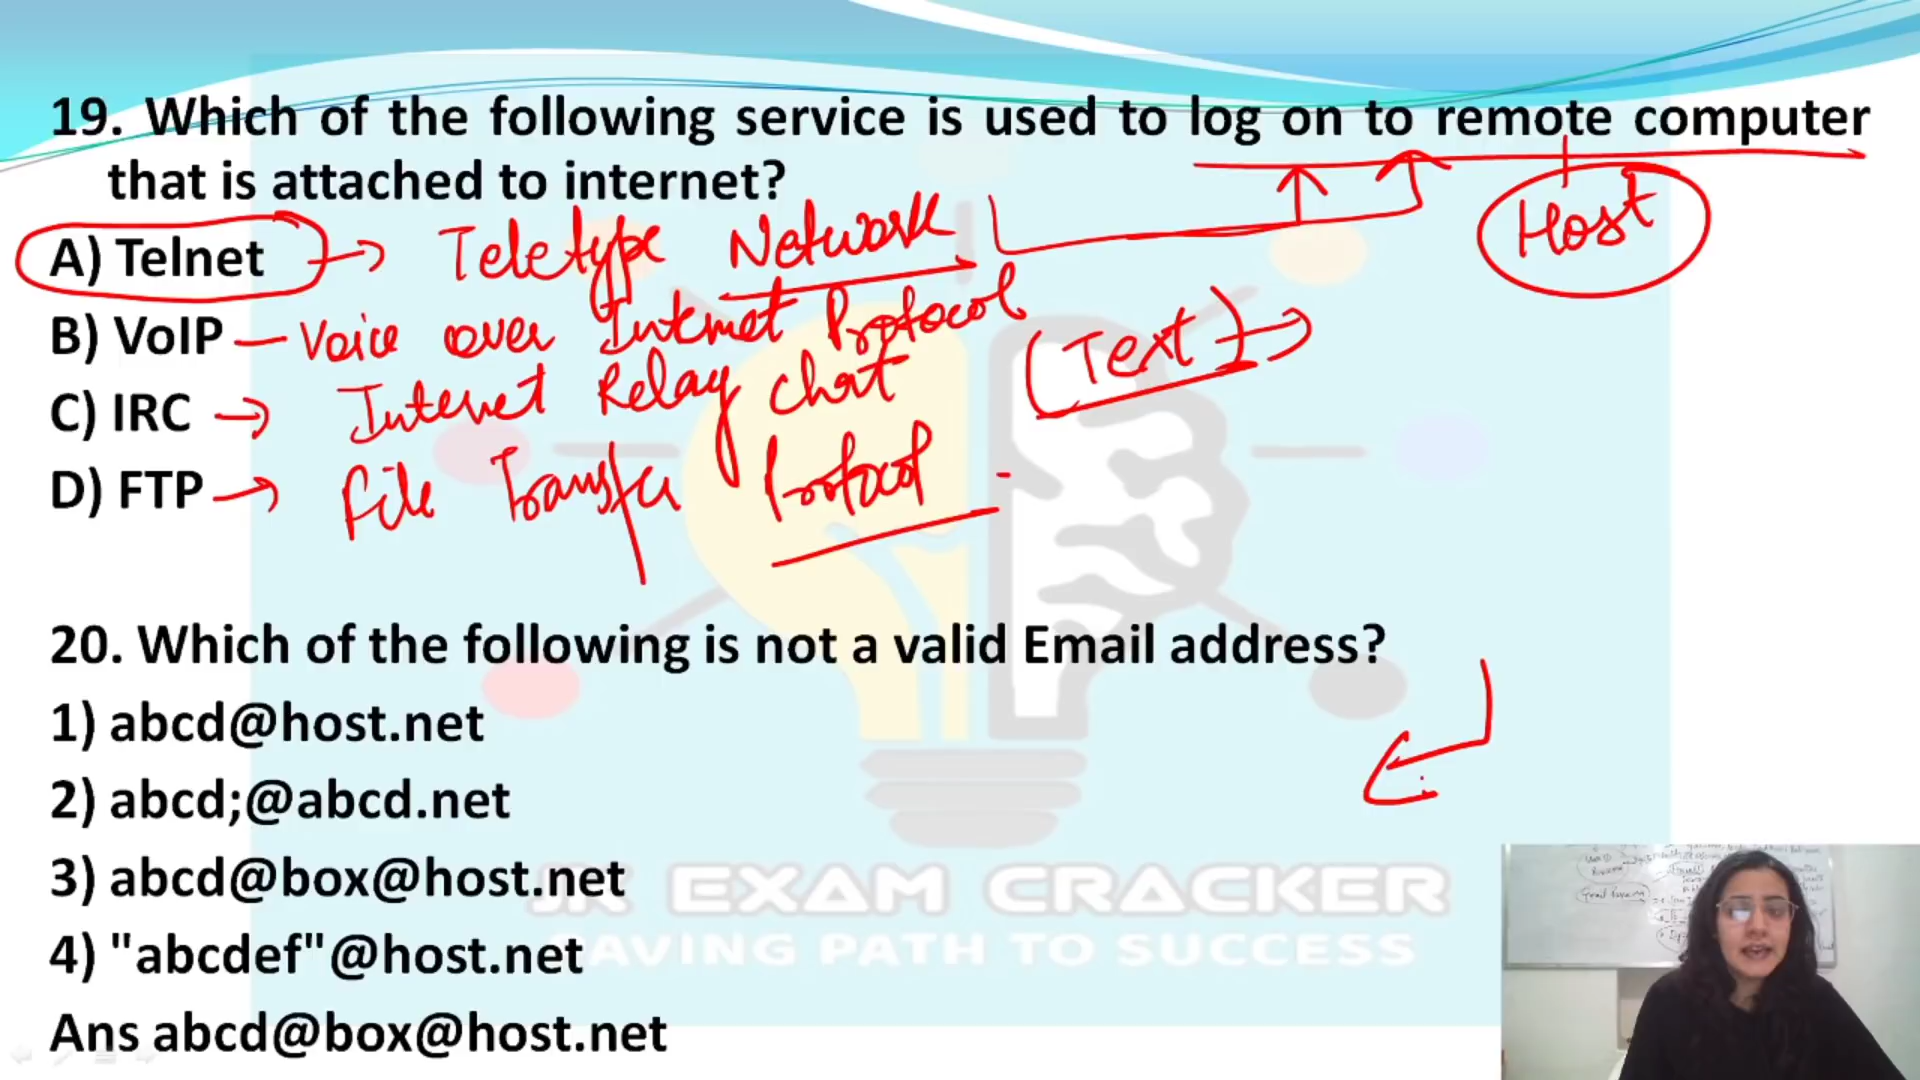 19. Which of the following service is used to log on to remote computer
that is attached to internet?
Host
A) Telnet → Teletype Network
B) VoIP – Voice over Internet Protocol
(Text) →
C) IRC → Internet Relay Chat
D) FTP → File Transfer Protocol -
20. Which of the following is not a valid Email address?
1) abcd@host.net
2) abcd;@abcd.net
3) abcd@box@host.net
4) "abcdef"@host.net
Ans abcd@box@host.net
JK EXAM CRACKER
PAVING PATH TO SUCCESS